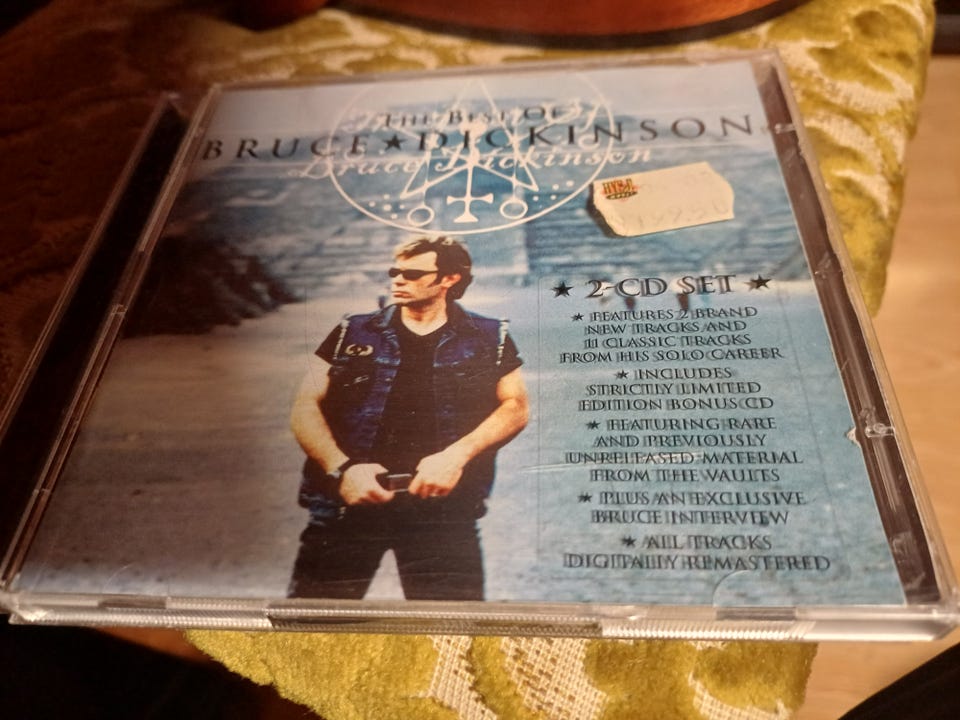 The Best Of
Bruce★Dickinson
Bruce Dickinson
★ 2-CD SET ★
★ FEATURES 2 BRAND
NEW TRACKS AND
11 CLASSIC TRACKS
FROM HIS SOLO CAREER
★ INCLUDES
STRICTLY LIMITED
EDITION BONUS CD
★ FEATURING RARE
AND PREVIOUSLY
UNRELEASED MATERIAL
FROM THE VAULTS
★ PLUS AN EXCLUSIVE
BRUCE INTERVIEW
★ ALL TRACKS
DIGITALLY REMASTERED